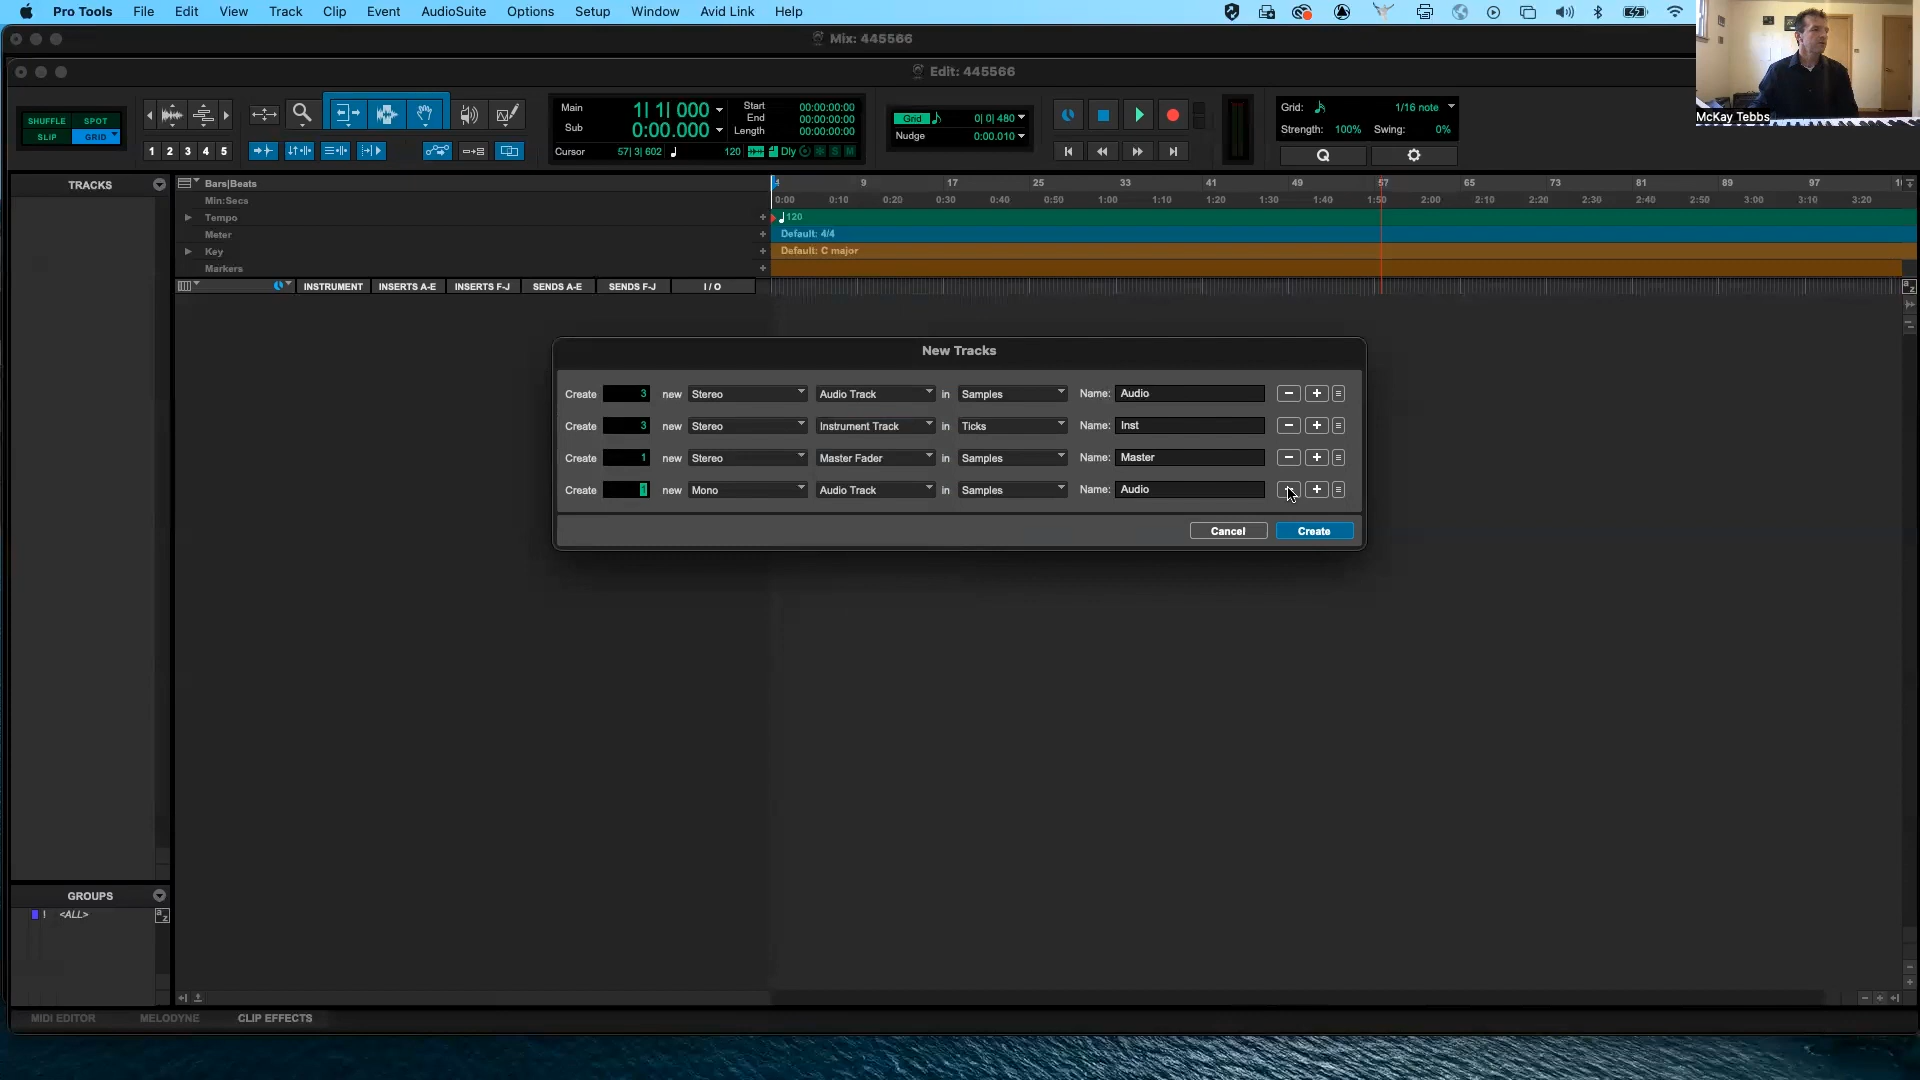 Pro Tools File Edit View Track Clip Event AudioSuite Options Setup Window Avid Link Help
Mix: 445566
Edit: 445566
McKay Tebbs
SHUFFLE SPOT
SLIP GRID
1 2 3 4 5
Main 1| 1| 000
Sub 0:00.000
Start 00:00:00:00
End 00:00:00:00
Length 00:00:00:00
Cursor 57| 3| 602 120 Dly S M
Grid 0| 0| 480
Nudge 0:00.010
Grid: 1/16 note
Strength: 100% Swing: 0%
Q
TRACKS
Bars|Beats 9 17 25 33 41 49 57 65 73 81 89 97
Min:Secs 0:00 0:10 0:20 0:30 0:40 0:50 1:00 1:10 1:20 1:30 1:40 1:50 2:00 2:10 2:20 2:30 2:40 2:50 3:00 3:10 3:20
Tempo + 120
Meter + Default: 4/4
Key + Default: C major
Markers +
INSTRUMENT INSERTS A-E INSERTS F-J SENDS A-E SENDS F-J I / O
New Tracks
Create 3 new Stereo Audio Track in Samples Name: Audio
Create 3 new Stereo Instrument Track in Ticks Name: Inst
Create 1 new Stereo Master Fader in Samples Name: Master
Create 1 new Mono Audio Track in Samples Name: Audio
Cancel Create
GROUPS
! <ALL> a z
MIDI EDITOR MELODYNE CLIP EFFECTS